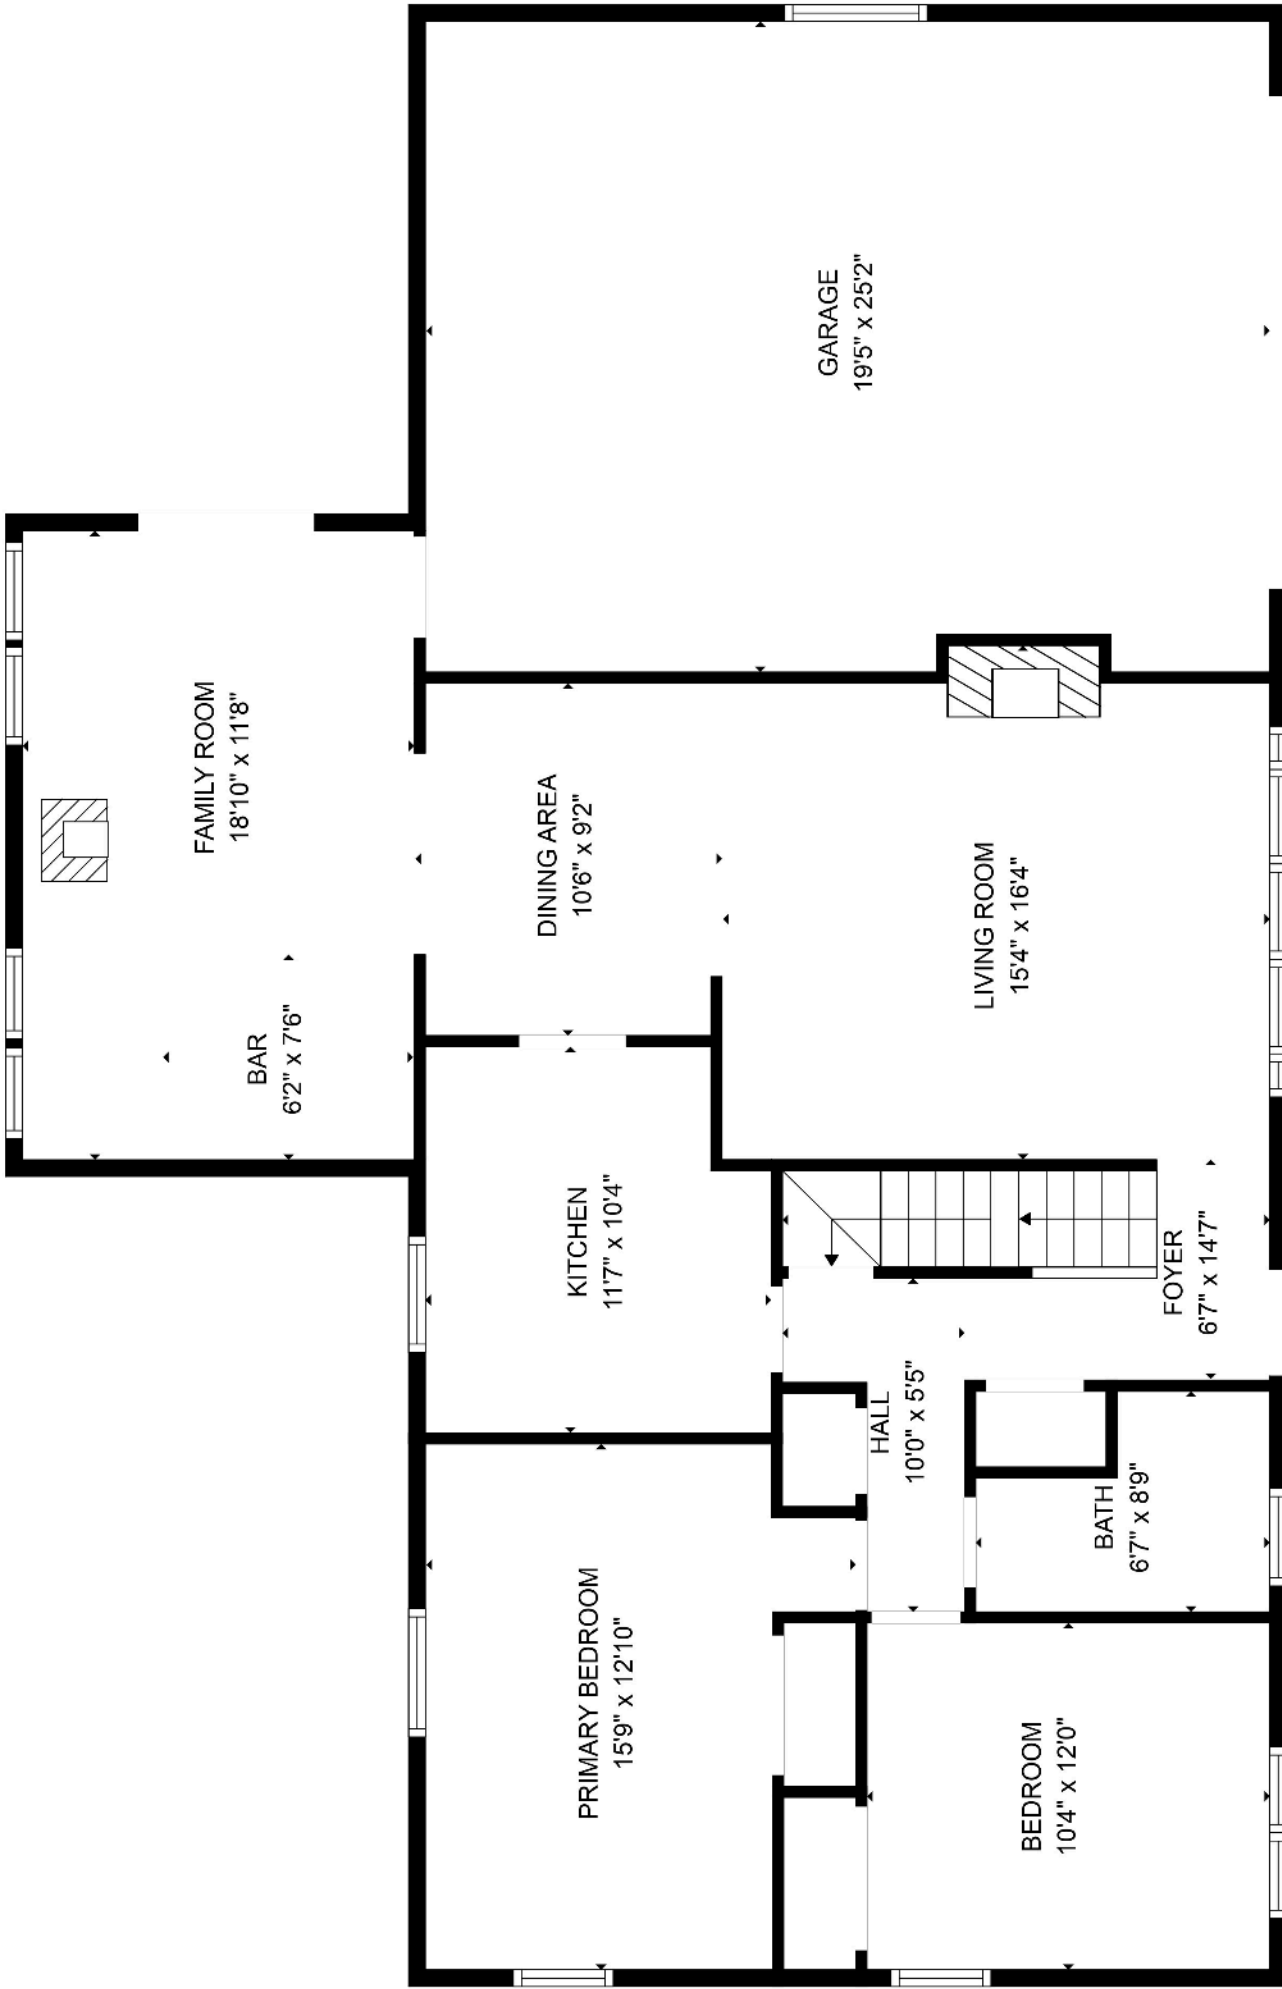 FAMILY ROOM
18'10" x 11'8"
BAR
6'2" x 7'6"
GARAGE
19'5" x 25'2"
DINING AREA
10'6" x 9'2"
KITCHEN
11'7" x 10'4"
LIVING ROOM
15'4" x 16'4"
PRIMARY BEDROOM
15'9" x 12'10"
HALL
10'0" x 5'5"
FOYER
6'7" x 14'7"
BATH
6'7" x 8'9"
BEDROOM
10'4" x 12'0"